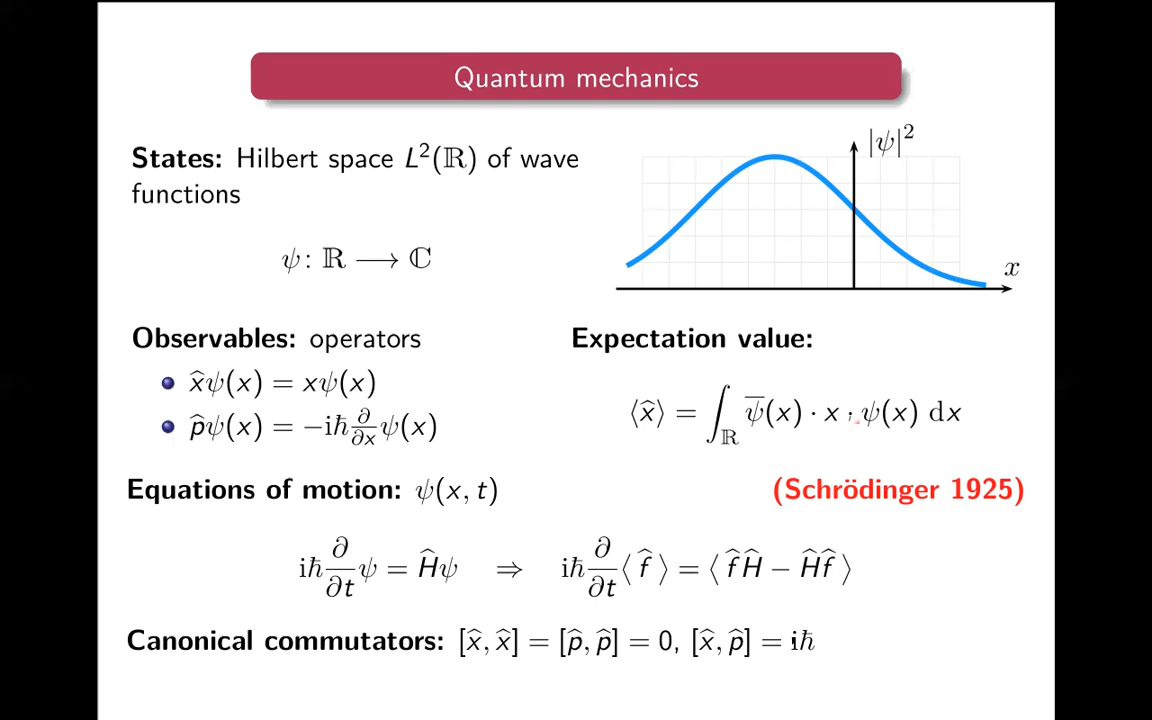 Quantum mechanics
States: Hilbert space L²(ℝ) of wave
functions
ψ: ℝ ⟶ ℂ
|ψ|²
x
Observables: operators
x̂ψ(x) = xψ(x)
p̂ψ(x) = −iħ ∂/∂x ψ(x)
Expectation value:
⟨x̂⟩ = ∫_ℝ ψ̅(x) · x · ψ(x) dx
Equations of motion: ψ(x, t)
(Schrödinger 1925)
iħ ∂/∂t ψ = Ĥψ ⇒ iħ ∂/∂t ⟨f̂⟩ = ⟨f̂Ĥ − Ĥf̂⟩
Canonical commutators: [x̂, x̂] = [p̂, p̂] = 0, [x̂, p̂] = iħ